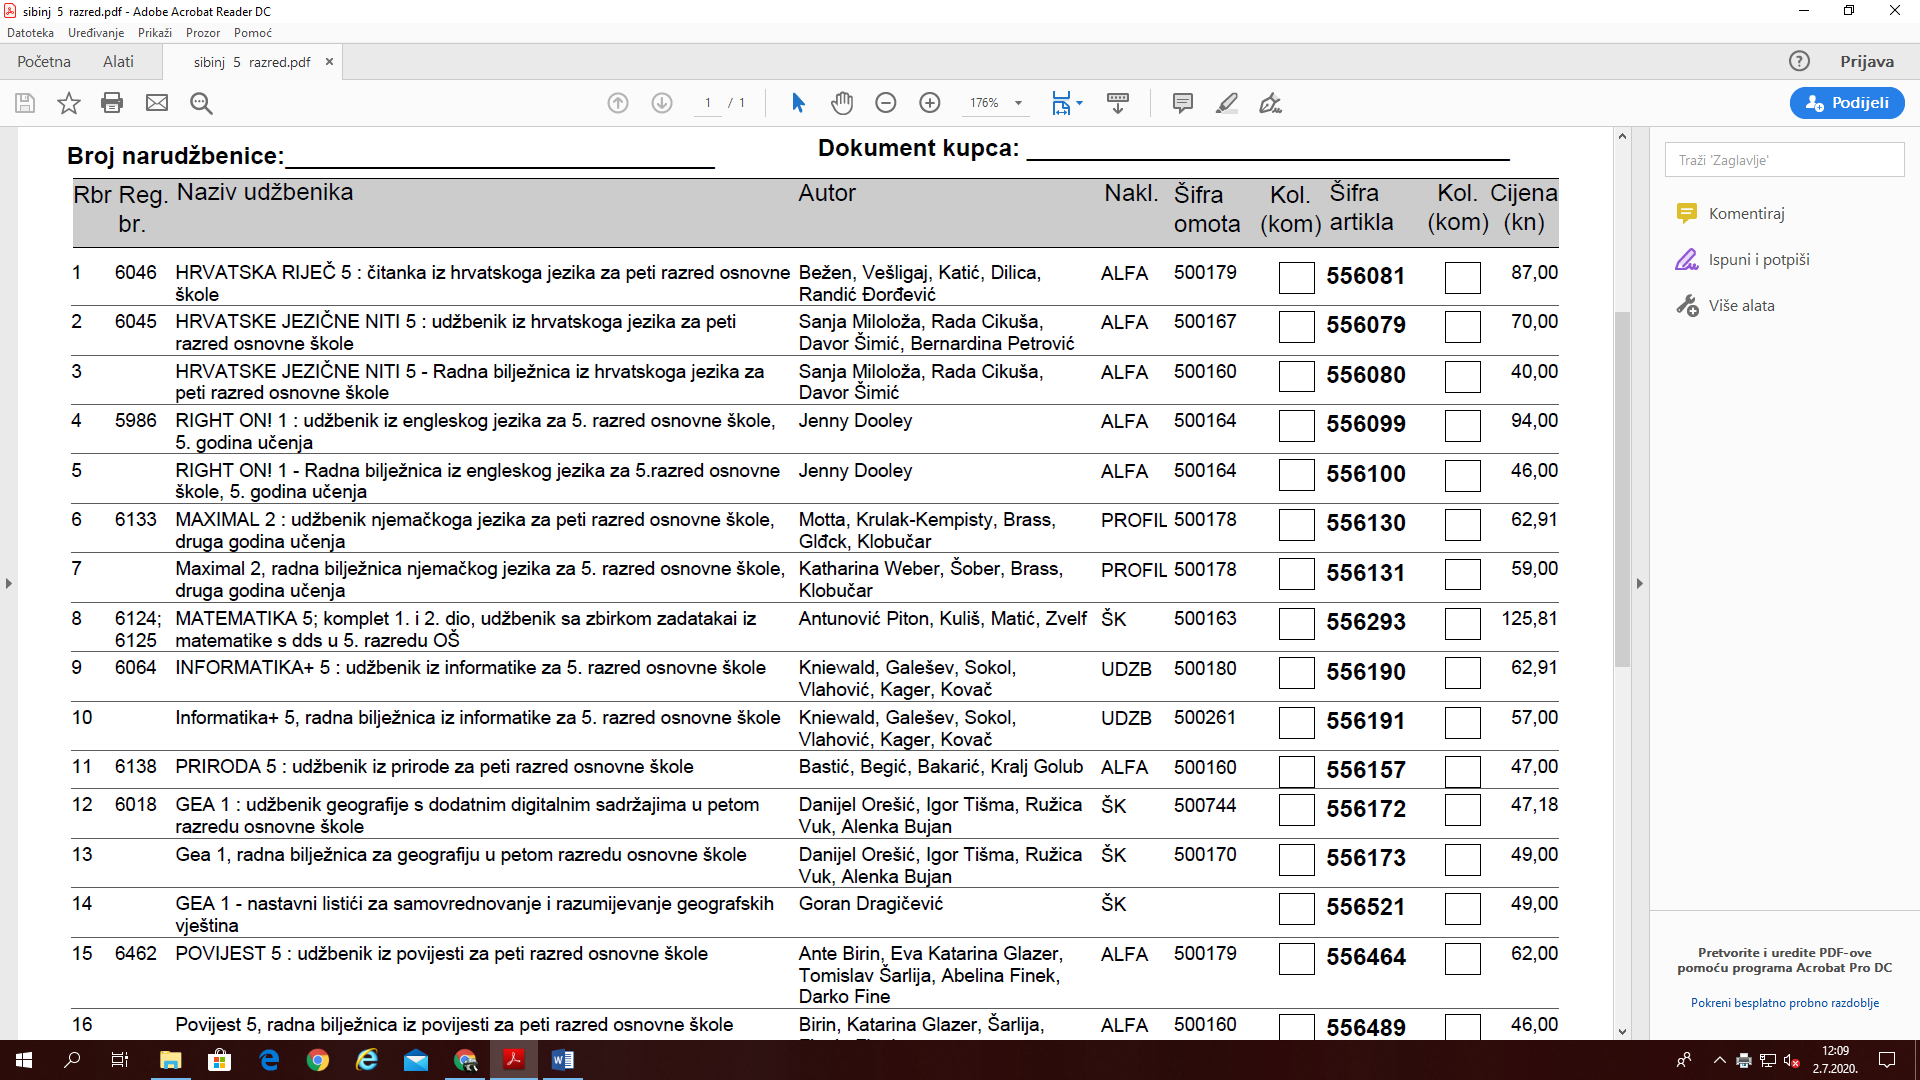 sibinj 5 razred.pdf - Adobe Acrobat Reader DC
Datoteka Uređivanje Prikaži Prozor Pomoć
Početna Alati sibinj 5 razred.pdf × Prijava
1 / 1 176% Podijeli
Broj narudžbenice:________________________________ Dokument kupca: ____________________________________
Rbr Reg. br. Naziv udžbenika Autor Nakl. Šifra omota Kol. (kom) Šifra artikla Kol. (kom) Cijena (kn)
1 6046 HRVATSKA RIJEČ 5 : čitanka iz hrvatskoga jezika za peti razred osnovne Bežen, Vešligaj, Katić, Dilica, ALFA 500179 556081 87,00
škole Randić Đorđević
2 6045 HRVATSKE JEZIČNE NITI 5 : udžbenik iz hrvatskoga jezika za peti Sanja Miloloža, Rada Cikuša, ALFA 500167 556079 70,00
razred osnovne škole Davor Šimić, Bernardina Petrović
3 HRVATSKE JEZIČNE NITI 5 - Radna bilježnica iz hrvatskoga jezika za Sanja Miloloža, Rada Cikuša, ALFA 500160 556080 40,00
peti razred osnovne škole Davor Šimić
4 5986 RIGHT ON! 1 : udžbenik iz engleskog jezika za 5. razred osnovne škole, Jenny Dooley ALFA 500164 556099 94,00
5. godina učenja
5 RIGHT ON! 1 - Radna bilježnica iz engleskog jezika za 5.razred osnovne Jenny Dooley ALFA 500164 556100 46,00
škole, 5. godina učenja
6 6133 MAXIMAL 2 : udžbenik njemačkoga jezika za peti razred osnovne škole, Motta, Krulak-Kempisty, Brass, PROFIL 500178 556130 62,91
druga godina učenja Glđck, Klobučar
7 Maximal 2, radna bilježnica njemačkog jezika za 5. razred osnovne škole, Katharina Weber, Šober, Brass, PROFIL 500178 556131 59,00
druga godina učenja Klobučar
8 6124; MATEMATIKA 5; komplet 1. i 2. dio, udžbenik sa zbirkom zadatakai iz Antunović Piton, Kuliš, Matić, Zvelf ŠK 500163 556293 125,81
6125 matematike s dds u 5. razredu OŠ
9 6064 INFORMATIKA+ 5 : udžbenik iz informatike za 5. razred osnovne škole Kniewald, Galešev, Sokol, UDZB 500180 556190 62,91
Vlahović, Kager, Kovač
10 Informatika+ 5, radna bilježnica iz informatike za 5. razred osnovne škole Kniewald, Galešev, Sokol, UDZB 500261 556191 57,00
Vlahović, Kager, Kovač
11 6138 PRIRODA 5 : udžbenik iz prirode za peti razred osnovne škole Bastić, Begić, Bakarić, Kralj Golub ALFA 500160 556157 47,00
12 6018 GEA 1 : udžbenik geografije s dodatnim digitalnim sadržajima u petom Danijel Orešić, Igor Tišma, Ružica ŠK 500744 556172 47,18
razredu osnovne škole Vuk, Alenka Bujan
13 Gea 1, radna bilježnica za geografiju u petom razredu osnovne škole Danijel Orešić, Igor Tišma, Ružica ŠK 500170 556173 49,00
Vuk, Alenka Bujan
14 GEA 1 - nastavni listići za samovrednovanje i razumijevanje geografskih Goran Dragičević ŠK 556521 49,00
vještina
15 6462 POVIJEST 5 : udžbenik iz povijesti za peti razred osnovne škole Ante Birin, Eva Katarina Glazer, ALFA 500179 556464 62,00
Tomislav Šarlija, Abelina Finek,
Darko Fine
16 Povijest 5, radna bilježnica iz povijesti za peti razred osnovne škole Birin, Katarina Glazer, Šarlija, ALFA 500160 556489 46,00
Traži 'Zaglavlje'
Komentiraj
Ispuni i potpiši
Više alata
Pretvorite i uredite PDF-ove
pomoću programa Acrobat Pro DC
Pokreni besplatno probno razdoblje
12:09
2.7.2020.